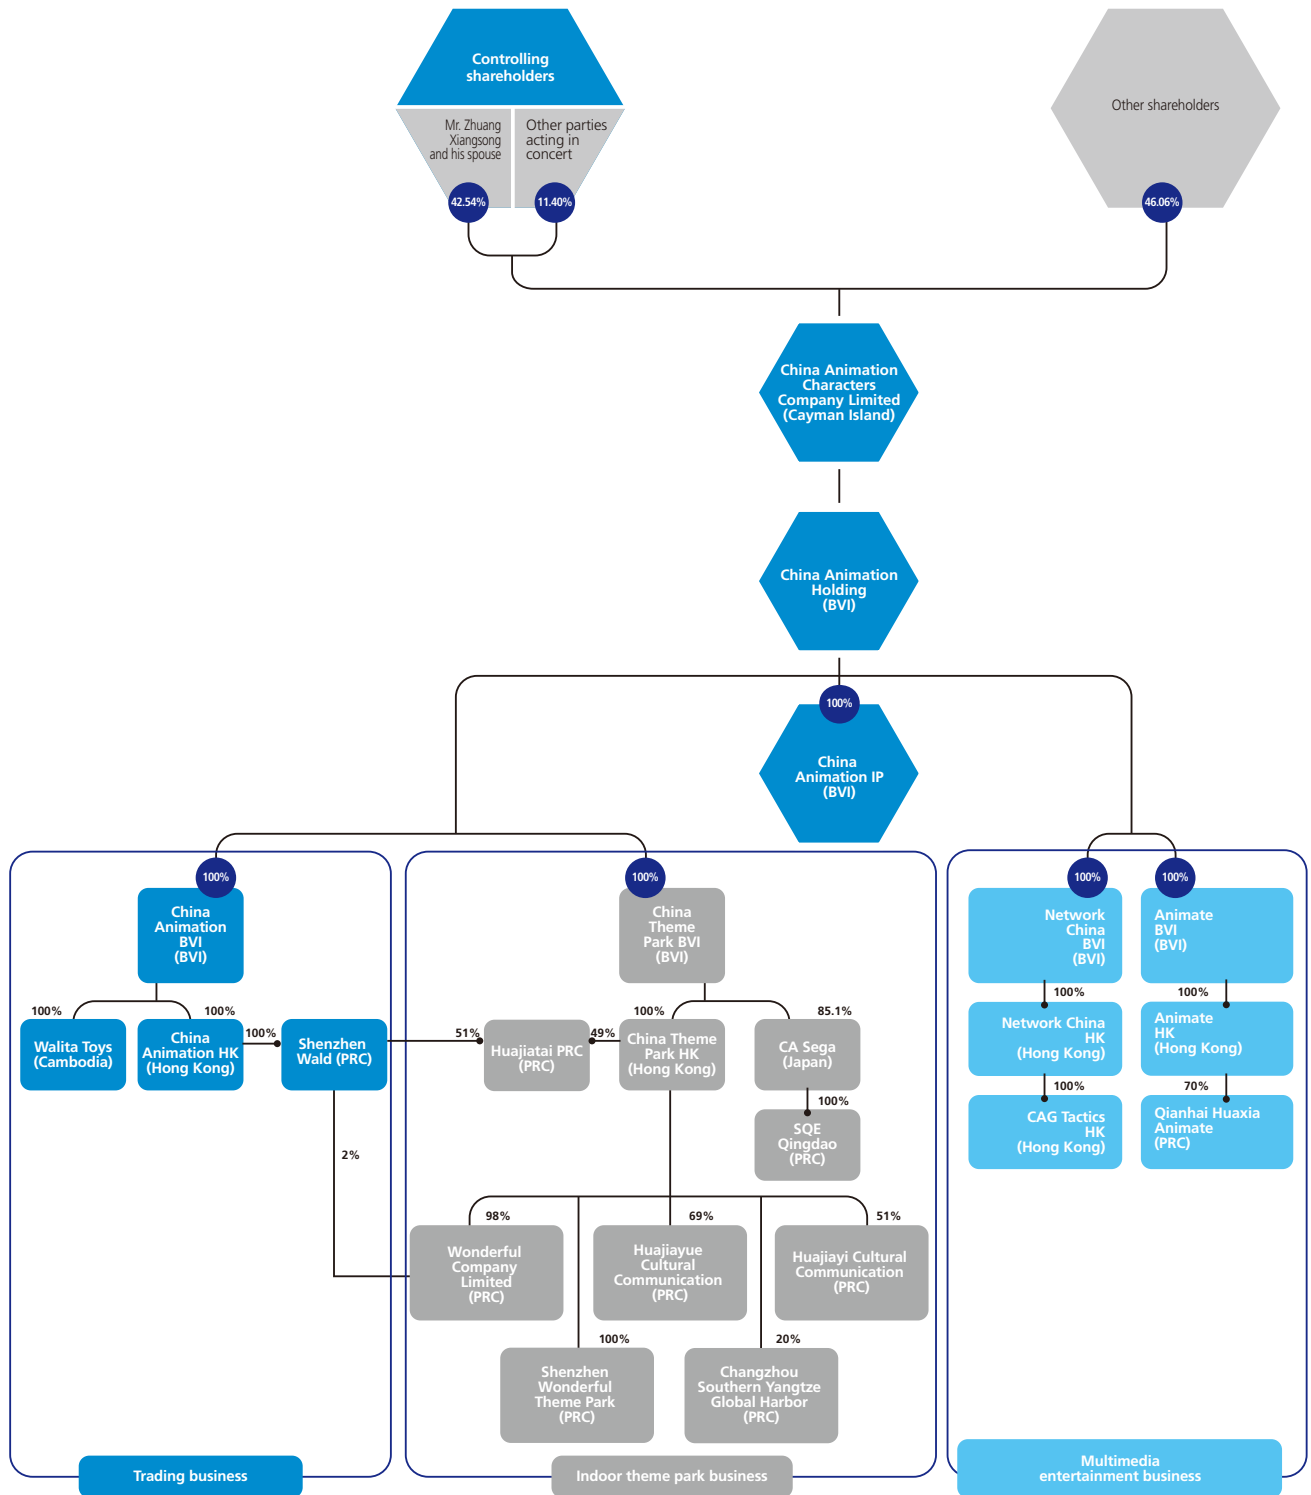 Controlling
shareholders
Mr. Zhuang
Xiangsong
and his spouse
Other parties
acting in
concert
42.54%
11.40%
Other shareholders
46.06%
China Animation
Characters
Company Limited
(Cayman Island)
China Animation
Holding
(BVI)
100%
China
Animation IP
(BVI)
100%
China
Animation
BVI
(BVI)
100%
Walita Toys
(Cambodia)
100%
China
Animation HK
(Hong Kong)
100%
Shenzhen
Wald (PRC)
2%
Trading business
100%
China
Theme
Park BVI
(BVI)
51%
Huajiatai PRC
(PRC)
49%
100%
China Theme
Park HK
(Hong Kong)
85.1%
CA Sega
(Japan)
100%
SQE
Qingdao
(PRC)
98%
Wonderful
Company
Limited
(PRC)
69%
Huajiayue
Cultural
Communication
(PRC)
51%
Huajiayi Cultural
Communication
(PRC)
100%
Shenzhen
Wonderful
Theme Park
(PRC)
20%
Changzhou
Southern Yangtze
Global Harbor
(PRC)
Indoor theme park business
100%
Network
China
BVI
(BVI)
100%
Network China
HK
(Hong Kong)
100%
CAG Tactics
HK
(Hong Kong)
100%
Animate
BVI
(BVI)
100%
Animate
HK
(Hong Kong)
70%
Qianhai Huaxia
Animate
(PRC)
Multimedia
entertainment business